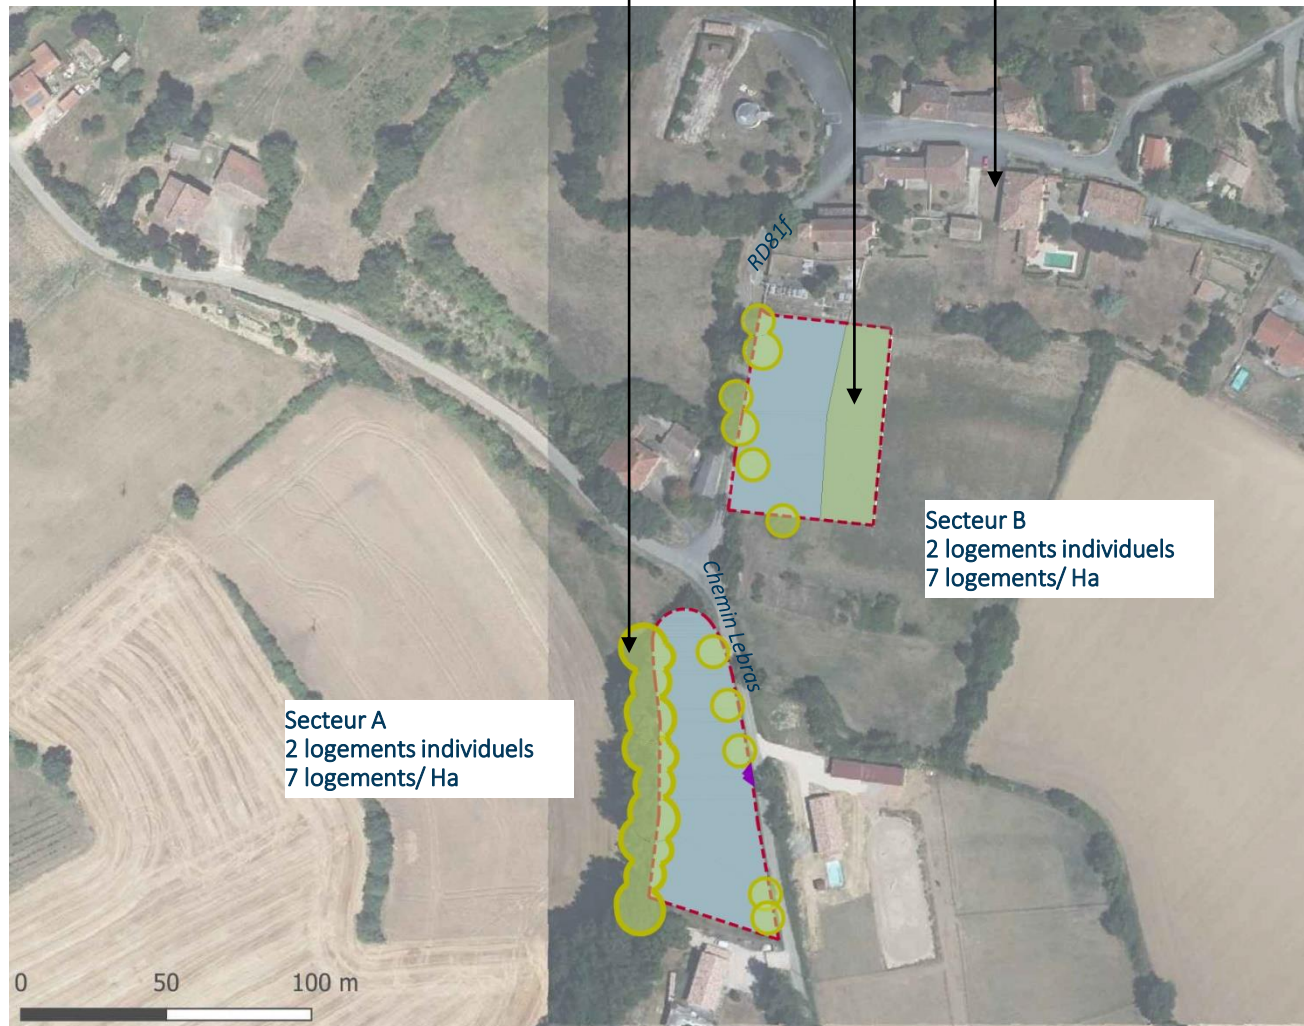 RD81f
Secteur B
2 logements individuels
7 logements/ Ha
Chemin Lebras
Secteur A
2 logements individuels
7 logements/ Ha
0 50 100 m